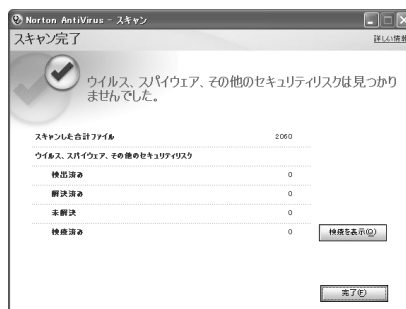 Norton AntiVirus - スキャン
スキャン完了
詳しい情報
ウイルス、スパイウェア、その他のセキュリティリスクは見つかり
ませんでした。
スキャンした合計ファイル 2060
ウイルス、スパイウェア、その他のセキュリティリスク
検出済み 0
解決済み 0
未解決 0
検疫済み 0
検疫を表示(Q)
完了(F)